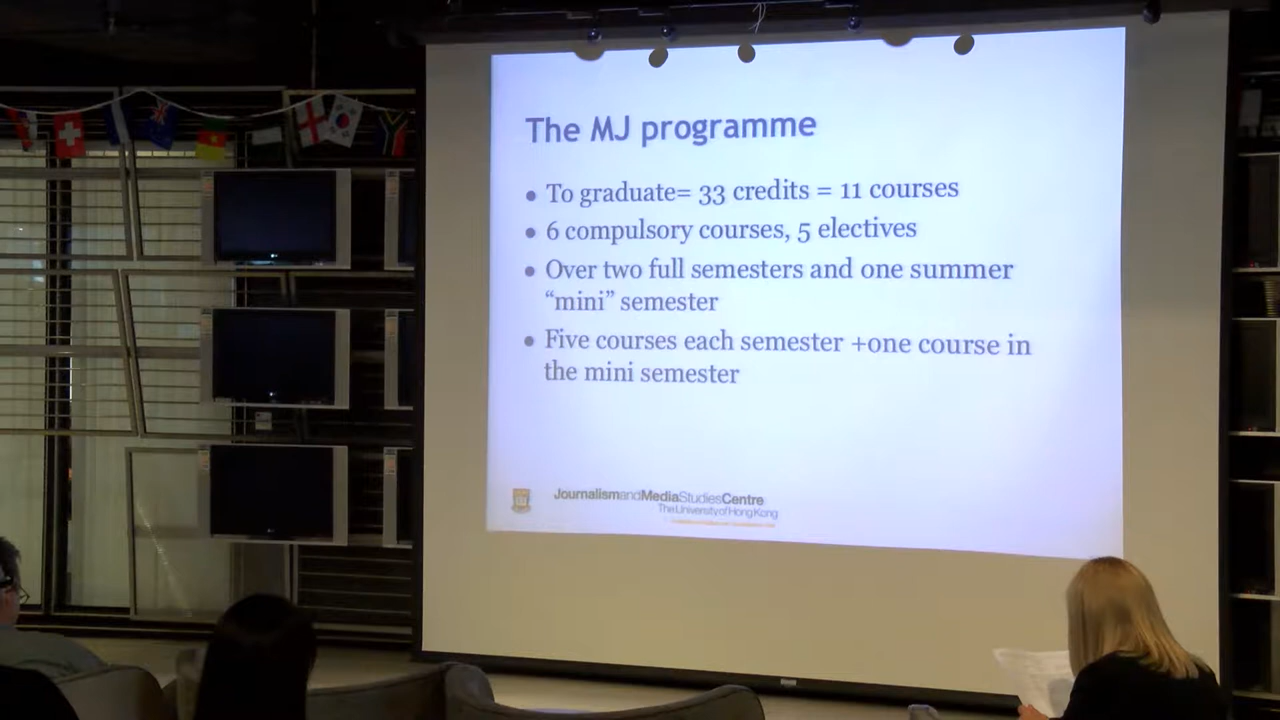 The MJ programme
To graduate= 33 credits = 11 courses
6 compulsory courses, 5 electives
Over two full semesters and one summer
“mini” semester
Five courses each semester +one course in
the mini semester
JournalismandMediaStudiesCentre
The University of Hong Kong